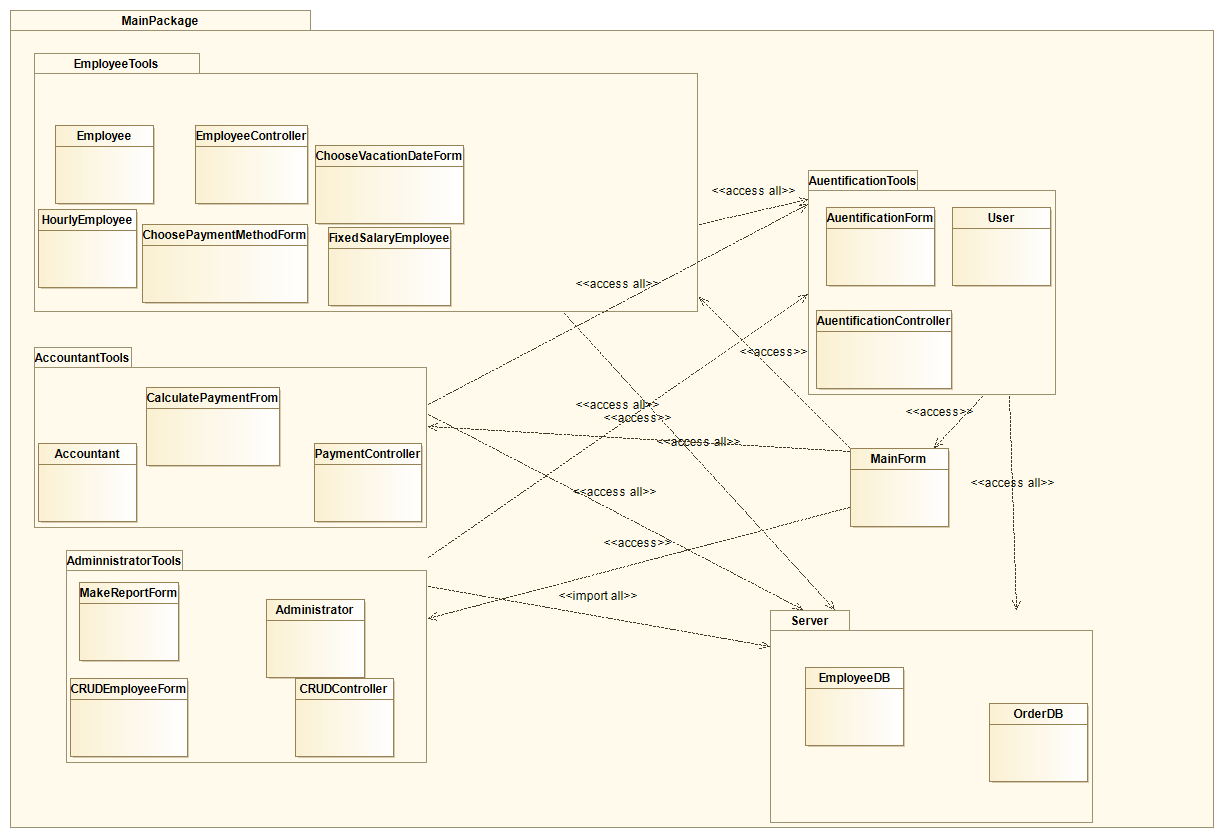 MainPackage
EmployeeTools
Employee
EmployeeController
ChooseVacationDateForm
HourlyEmployee
ChoosePaymentMethodForm
FixedSalaryEmployee
<<access all>>
AuentificationTools
AuentificationForm
User
AuentificationController
<<access all>>
<<access>>
AccountantTools
CalculatePaymentFrom
Accountant
PaymentController
<<access all>>
<<access>>
<<access all>>
<<access>>
MainForm
<<access all>>
<<access all>>
<<access>>
AdminnistratorTools
MakeReportForm
Administrator
CRUDEmployeeForm
CRUDController
<<import all>>
Server
EmployeeDB
OrderDB